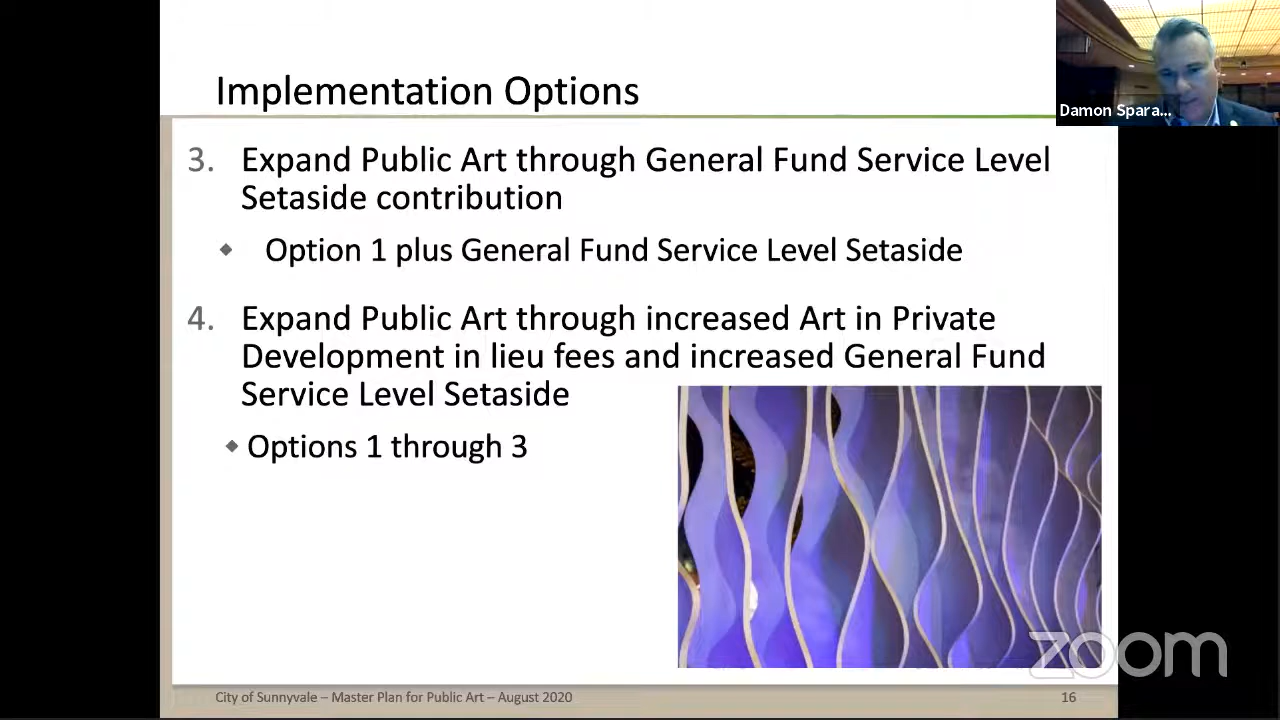 Implementation Options
Damon Spara...
3. Expand Public Art through General Fund Service Level
Setaside contribution
Option 1 plus General Fund Service Level Setaside
4. Expand Public Art through increased Art in Private
Development in lieu fees and increased General Fund
Service Level Setaside
Options 1 through 3
zoom
City of Sunnyvale – Master Plan for Public Art – August 2020
16